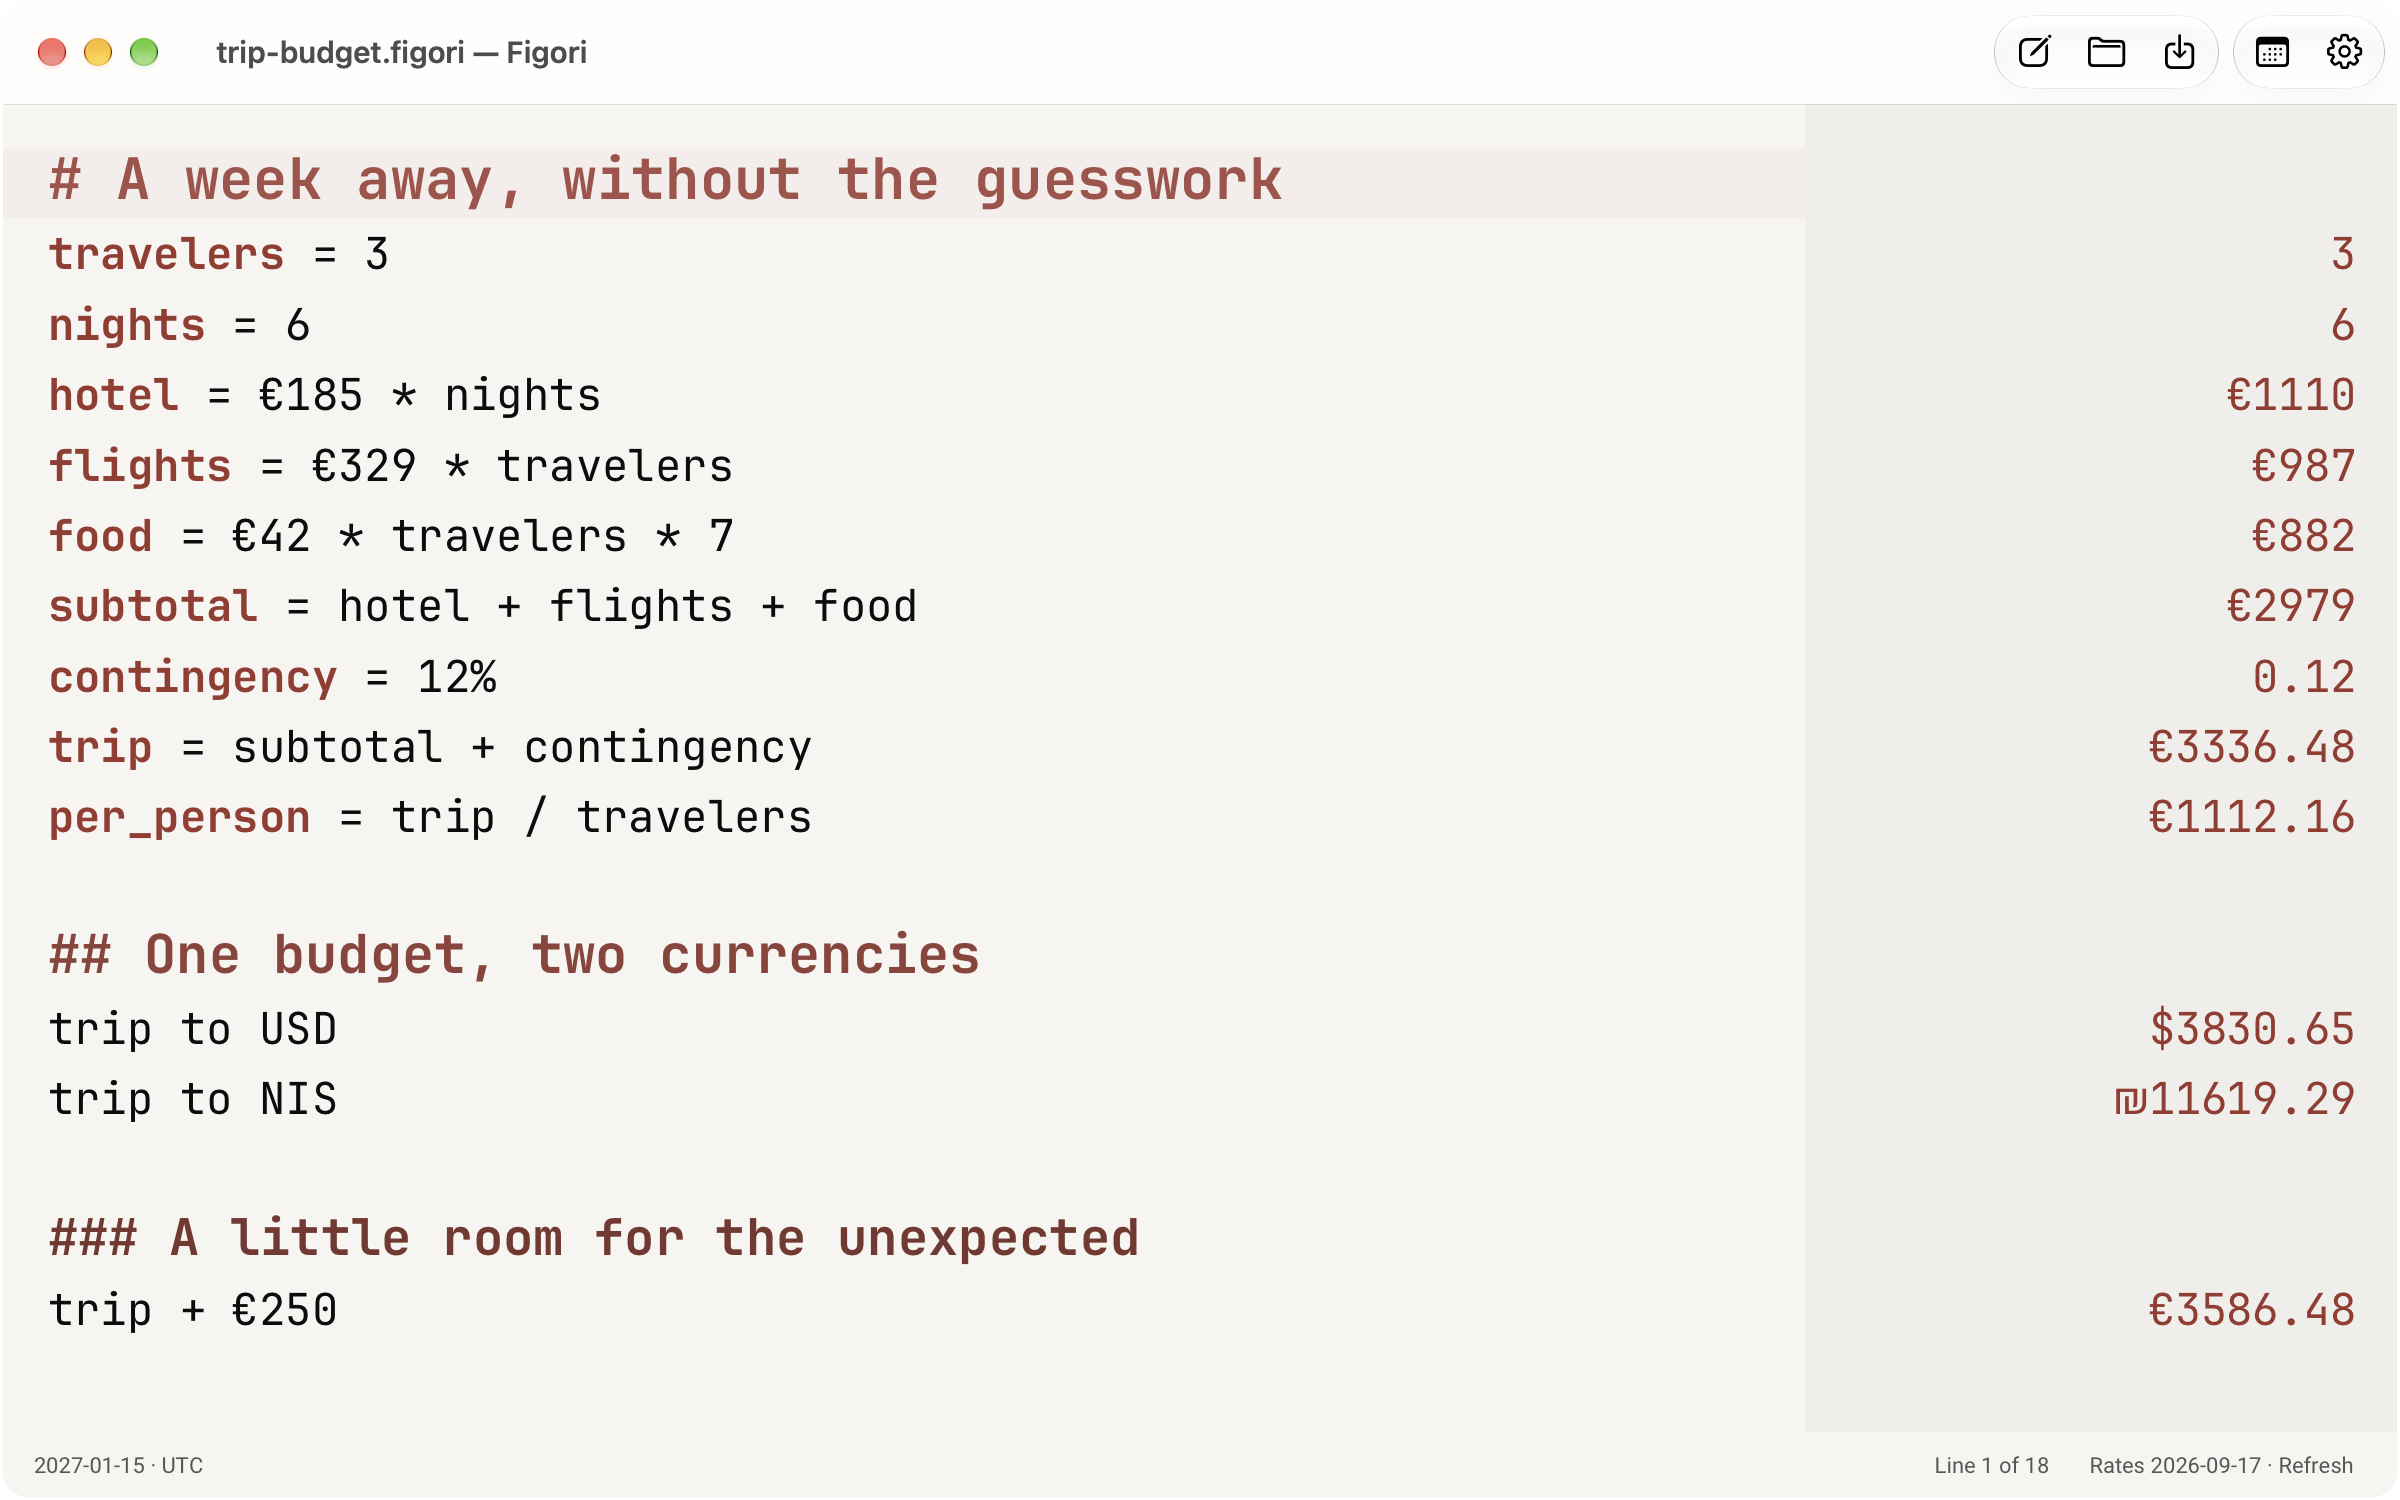 trip-budget.figori — Figori
# A week away, without the guesswork
travelers = 3 3
nights = 6 6
hotel = €185 * nights €1110
flights = €329 * travelers €987
food = €42 * travelers * 7 €882
subtotal = hotel + flights + food €2979
contingency = 12% 0.12
trip = subtotal + contingency €3336.48
per_person = trip / travelers €1112.16
## One budget, two currencies
trip to USD $3830.65
trip to NIS ₪11619.29
### A little room for the unexpected
trip + €250 €3586.48
2027-01-15 · UTC Line 1 of 18 Rates 2026-09-17 · Refresh